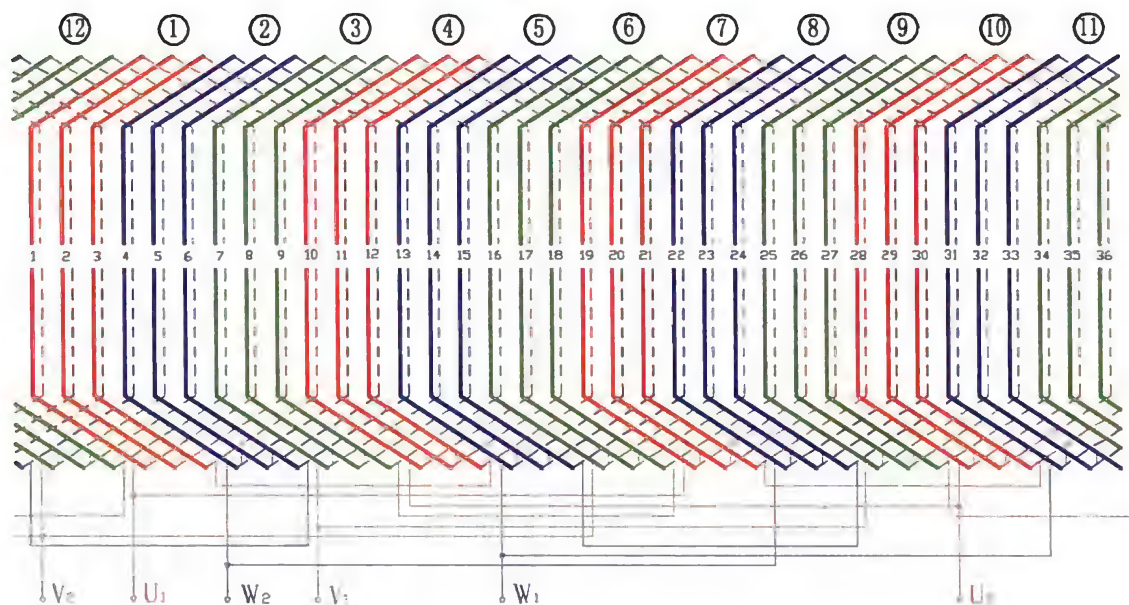 ⑫ ① ② ③ ④ ⑤ ⑥ ⑦ ⑧ ⑨ ⑩ ⑪
1 2 3 4 5 6 7 8 9 10 11 12 13 14 15 16 17 18 19 20 21 22 23 24 25 26 27 28 29 30 31 32 33 34 35 36
V₂ U₁ W₂ V₁ W₁ U₂